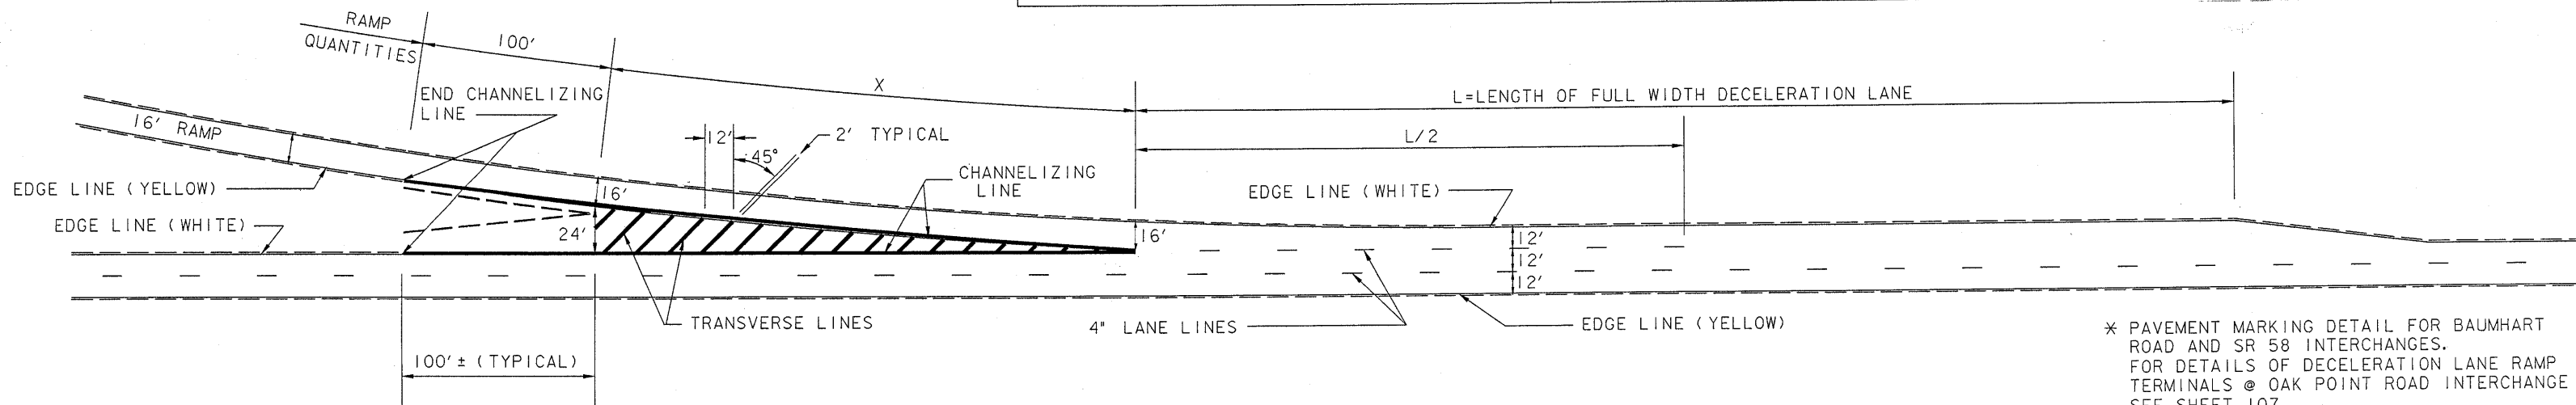 RAMP
QUANTITIES
100'
X
L=LENGTH OF FULL WIDTH DECELERATION LANE
L/2
END CHANNELIZING
LINE
16' RAMP
12'
2' TYPICAL
45°
CHANNELIZING
LINE
EDGE LINE (YELLOW)
EDGE LINE (WHITE)
16'
24'
16'
EDGE LINE (WHITE)
12'
12'
12'
TRANSVERSE LINES
4" LANE LINES
EDGE LINE (YELLOW)
100' ± (TYPICAL)
* PAVEMENT MARKING DETAIL FOR BAUMHART
ROAD AND SR 58 INTERCHANGES.
FOR DETAILS OF DECELERATION LANE RAMP
TERMINALS @ OAK POINT ROAD INTERCHANGE
SEE SHEET 107